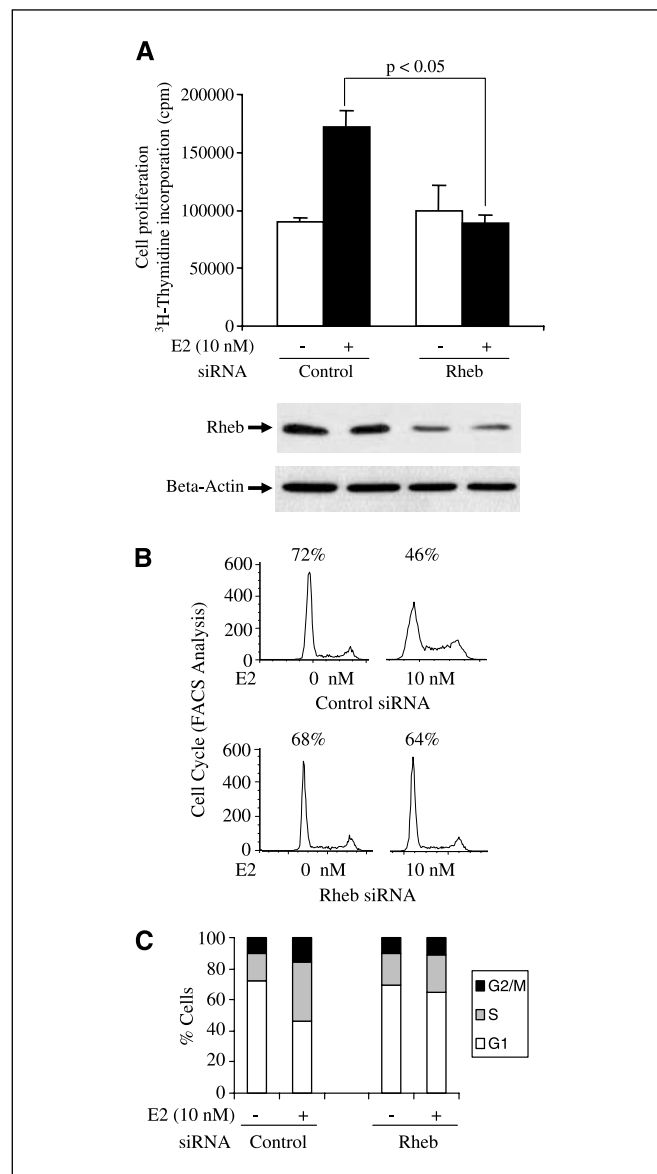 A
p < 0.05
200000
150000
100000
50000
0
Cell proliferation
³H-Thymidine incorporation (cpm)
E2 (10 nM) - + - +
siRNA Control Rheb
Rheb
Beta-Actin
B
72% 46%
600
400
200
0
E2 0 nM 10 nM
Control siRNA
Cell Cycle (FACS Analysis)
68% 64%
600
400
200
0
E2 0 nM 10 nM
Rheb siRNA
C
100
80
60
40
20
0
% Cells
G2/M
S
G1
E2 (10 nM) - + - +
siRNA Control Rheb